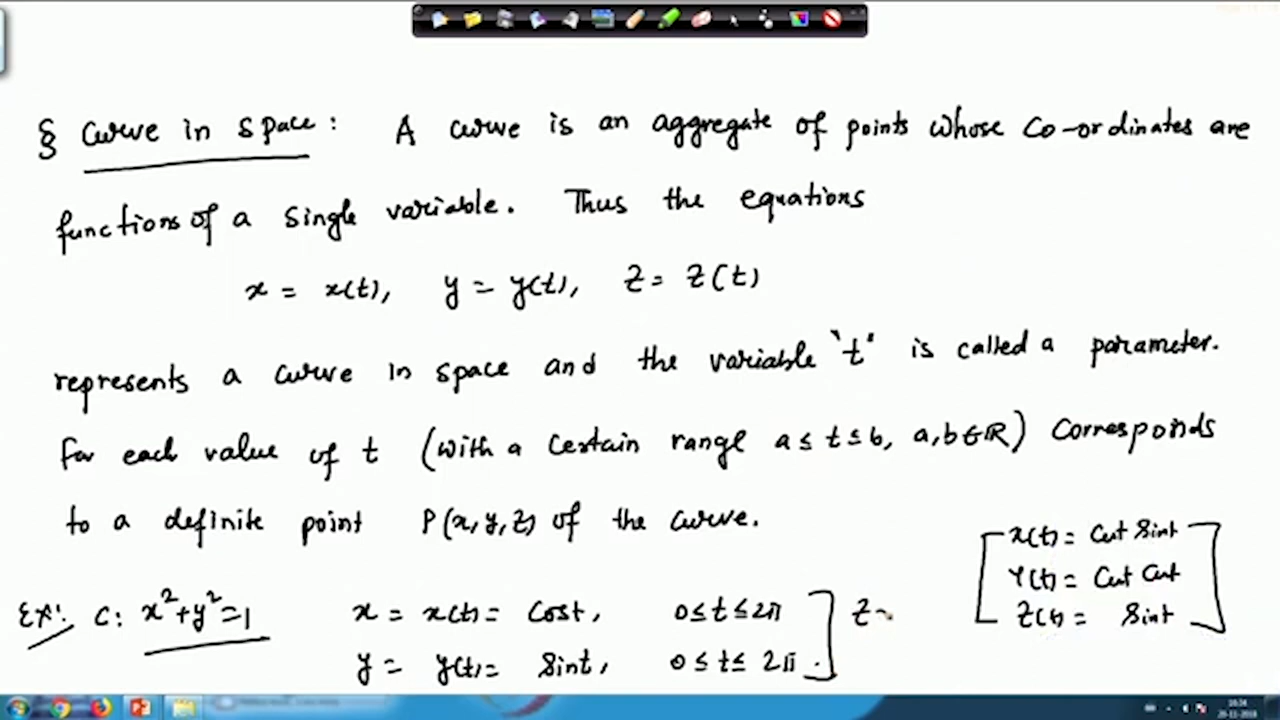 § Curve in space : A curve is an aggregate of points whose co-ordinates are
functions of a single variable. Thus the equations
x = x(t), y = y(t), z = z(t)
represents a curve in space and the variable 't' is called a parameter.
For each value of t (with a certain range a ≤ t ≤ b, a, b ∈ ℝ) corresponds
to a definite point P(x, y, z) of the curve.
x(t) = Cost Sint
Y(t) = Cost Cost
Z(t) = Sint
Ex: C: x²+y²=1 x = x(t) = Cost, 0 ≤ t ≤ 2π z =
y = y(t) = Sint, 0 ≤ t ≤ 2π.